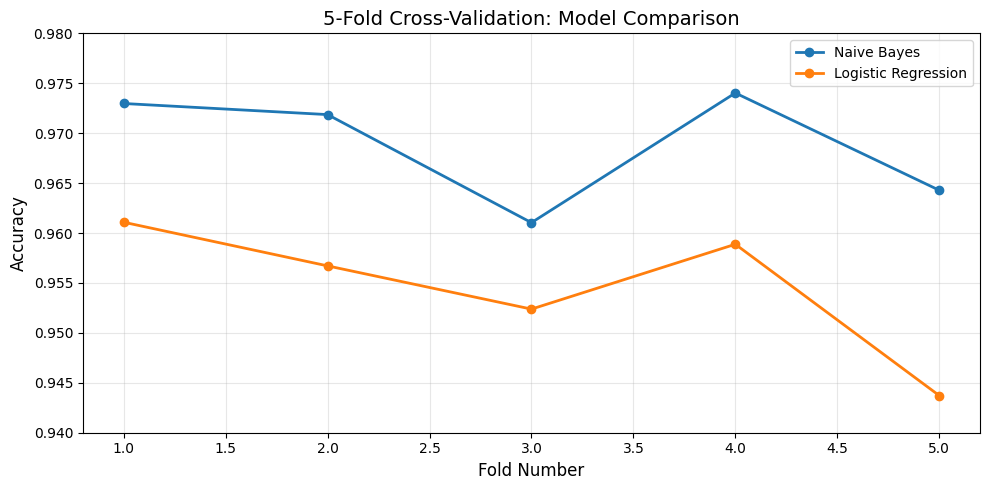 5-Fold Cross-Validation: Model Comparison
Naive Bayes
Logistic Regression
Accuracy
0.980
0.975
0.970
0.965
0.960
0.955
0.950
0.945
0.940
1.0 1.5 2.0 2.5 3.0 3.5 4.0 4.5 5.0
Fold Number